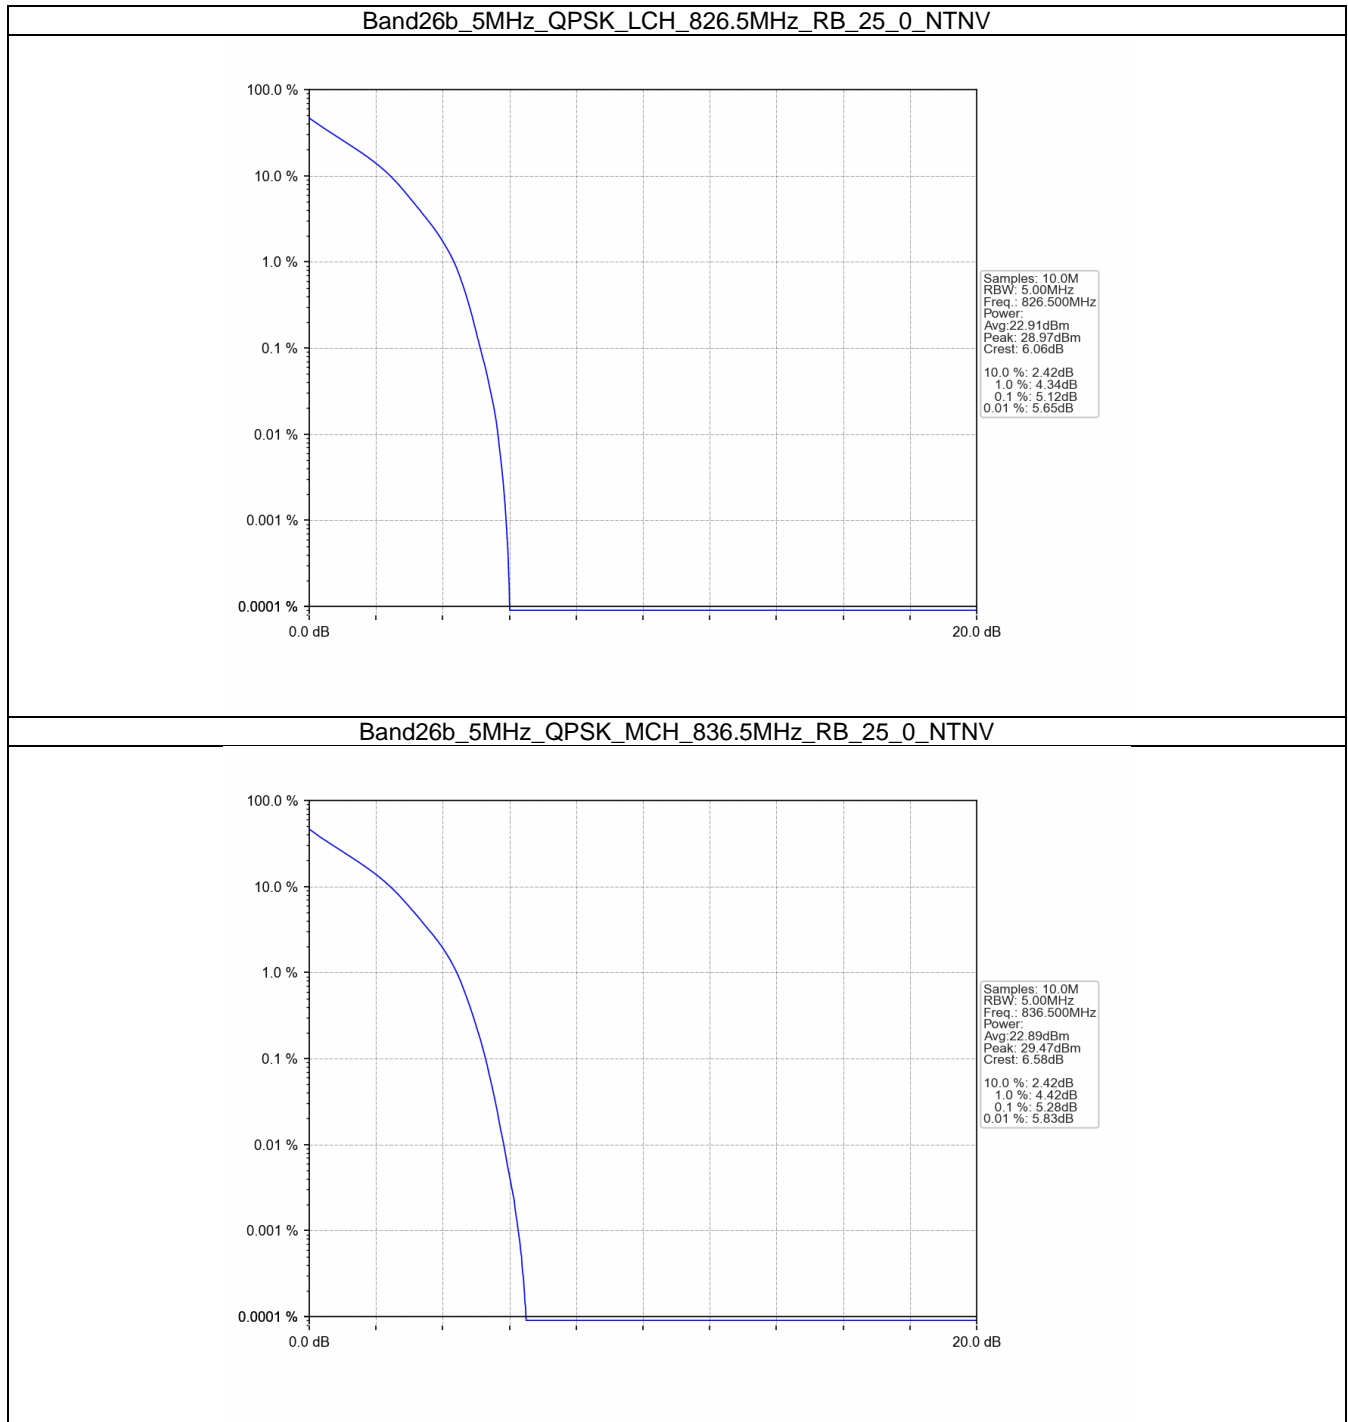 Band26b_5MHz_QPSK_LCH_826.5MHz_RB_25_0_NTNV
100.0 %
10.0 %
1.0 %
0.1 %
0.01 %
0.001 %
0.0001 %
0.0 dB
20.0 dB
Samples: 10.0M
RBW: 5.00MHz
Freq.: 826.500MHz
Power:
Avg:22.91dBm
Peak: 28.97dBm
Crest: 6.06dB
10.0 %: 2.42dB
1.0 %: 4.34dB
0.1 %: 5.12dB
0.01 %: 5.65dB
Band26b_5MHz_QPSK_MCH_836.5MHz_RB_25_0_NTNV
100.0 %
10.0 %
1.0 %
0.1 %
0.01 %
0.001 %
0.0001 %
0.0 dB
20.0 dB
Samples: 10.0M
RBW: 5.00MHz
Freq.: 836.500MHz
Power:
Avg:22.89dBm
Peak: 29.47dBm
Crest: 6.58dB
10.0 %: 2.42dB
1.0 %: 4.42dB
0.1 %: 5.28dB
0.01 %: 5.83dB